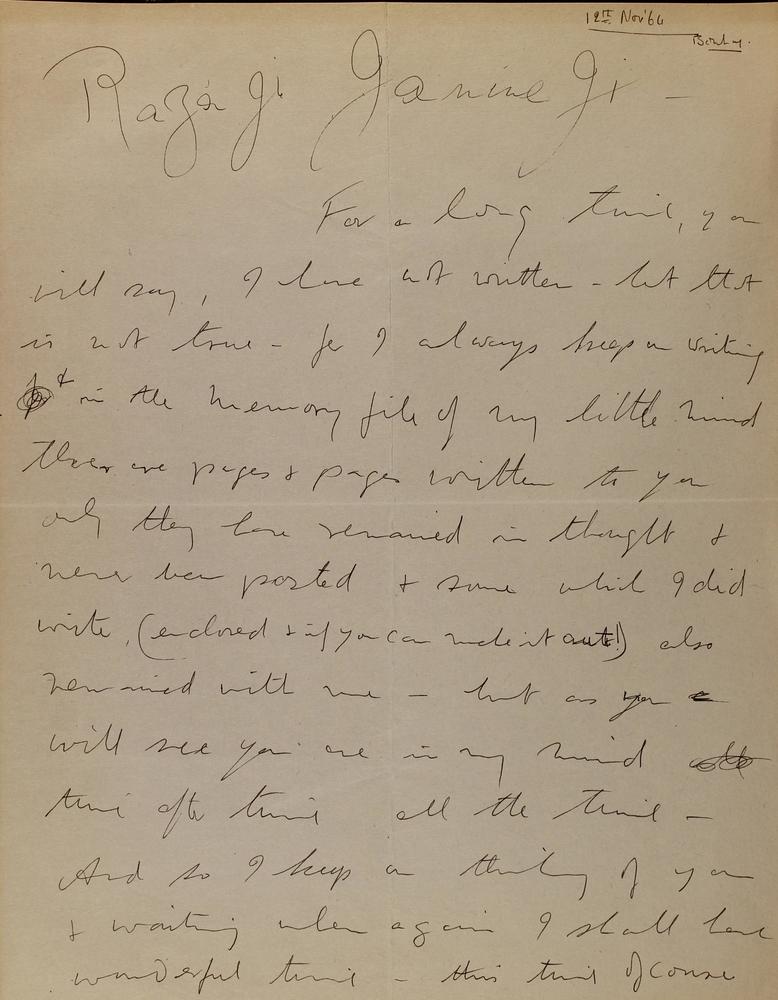 12th Nov '64
Bombay.
Raza Ji Janine Ji –
For a long time, you
will say, I have not written – but that
is not true – for I always keep on writing
& in the memory file of my little mind
there are pages & pages written to you
only they have remained in thought &
never been posted & some which I did
write, (enclosed & if you can make it out!) also
remained with me – but as you
will see you are in my mind
time after time all the time –
And so I keep on thinking of you
& waiting when again I shall have
wonderful time – this time of course